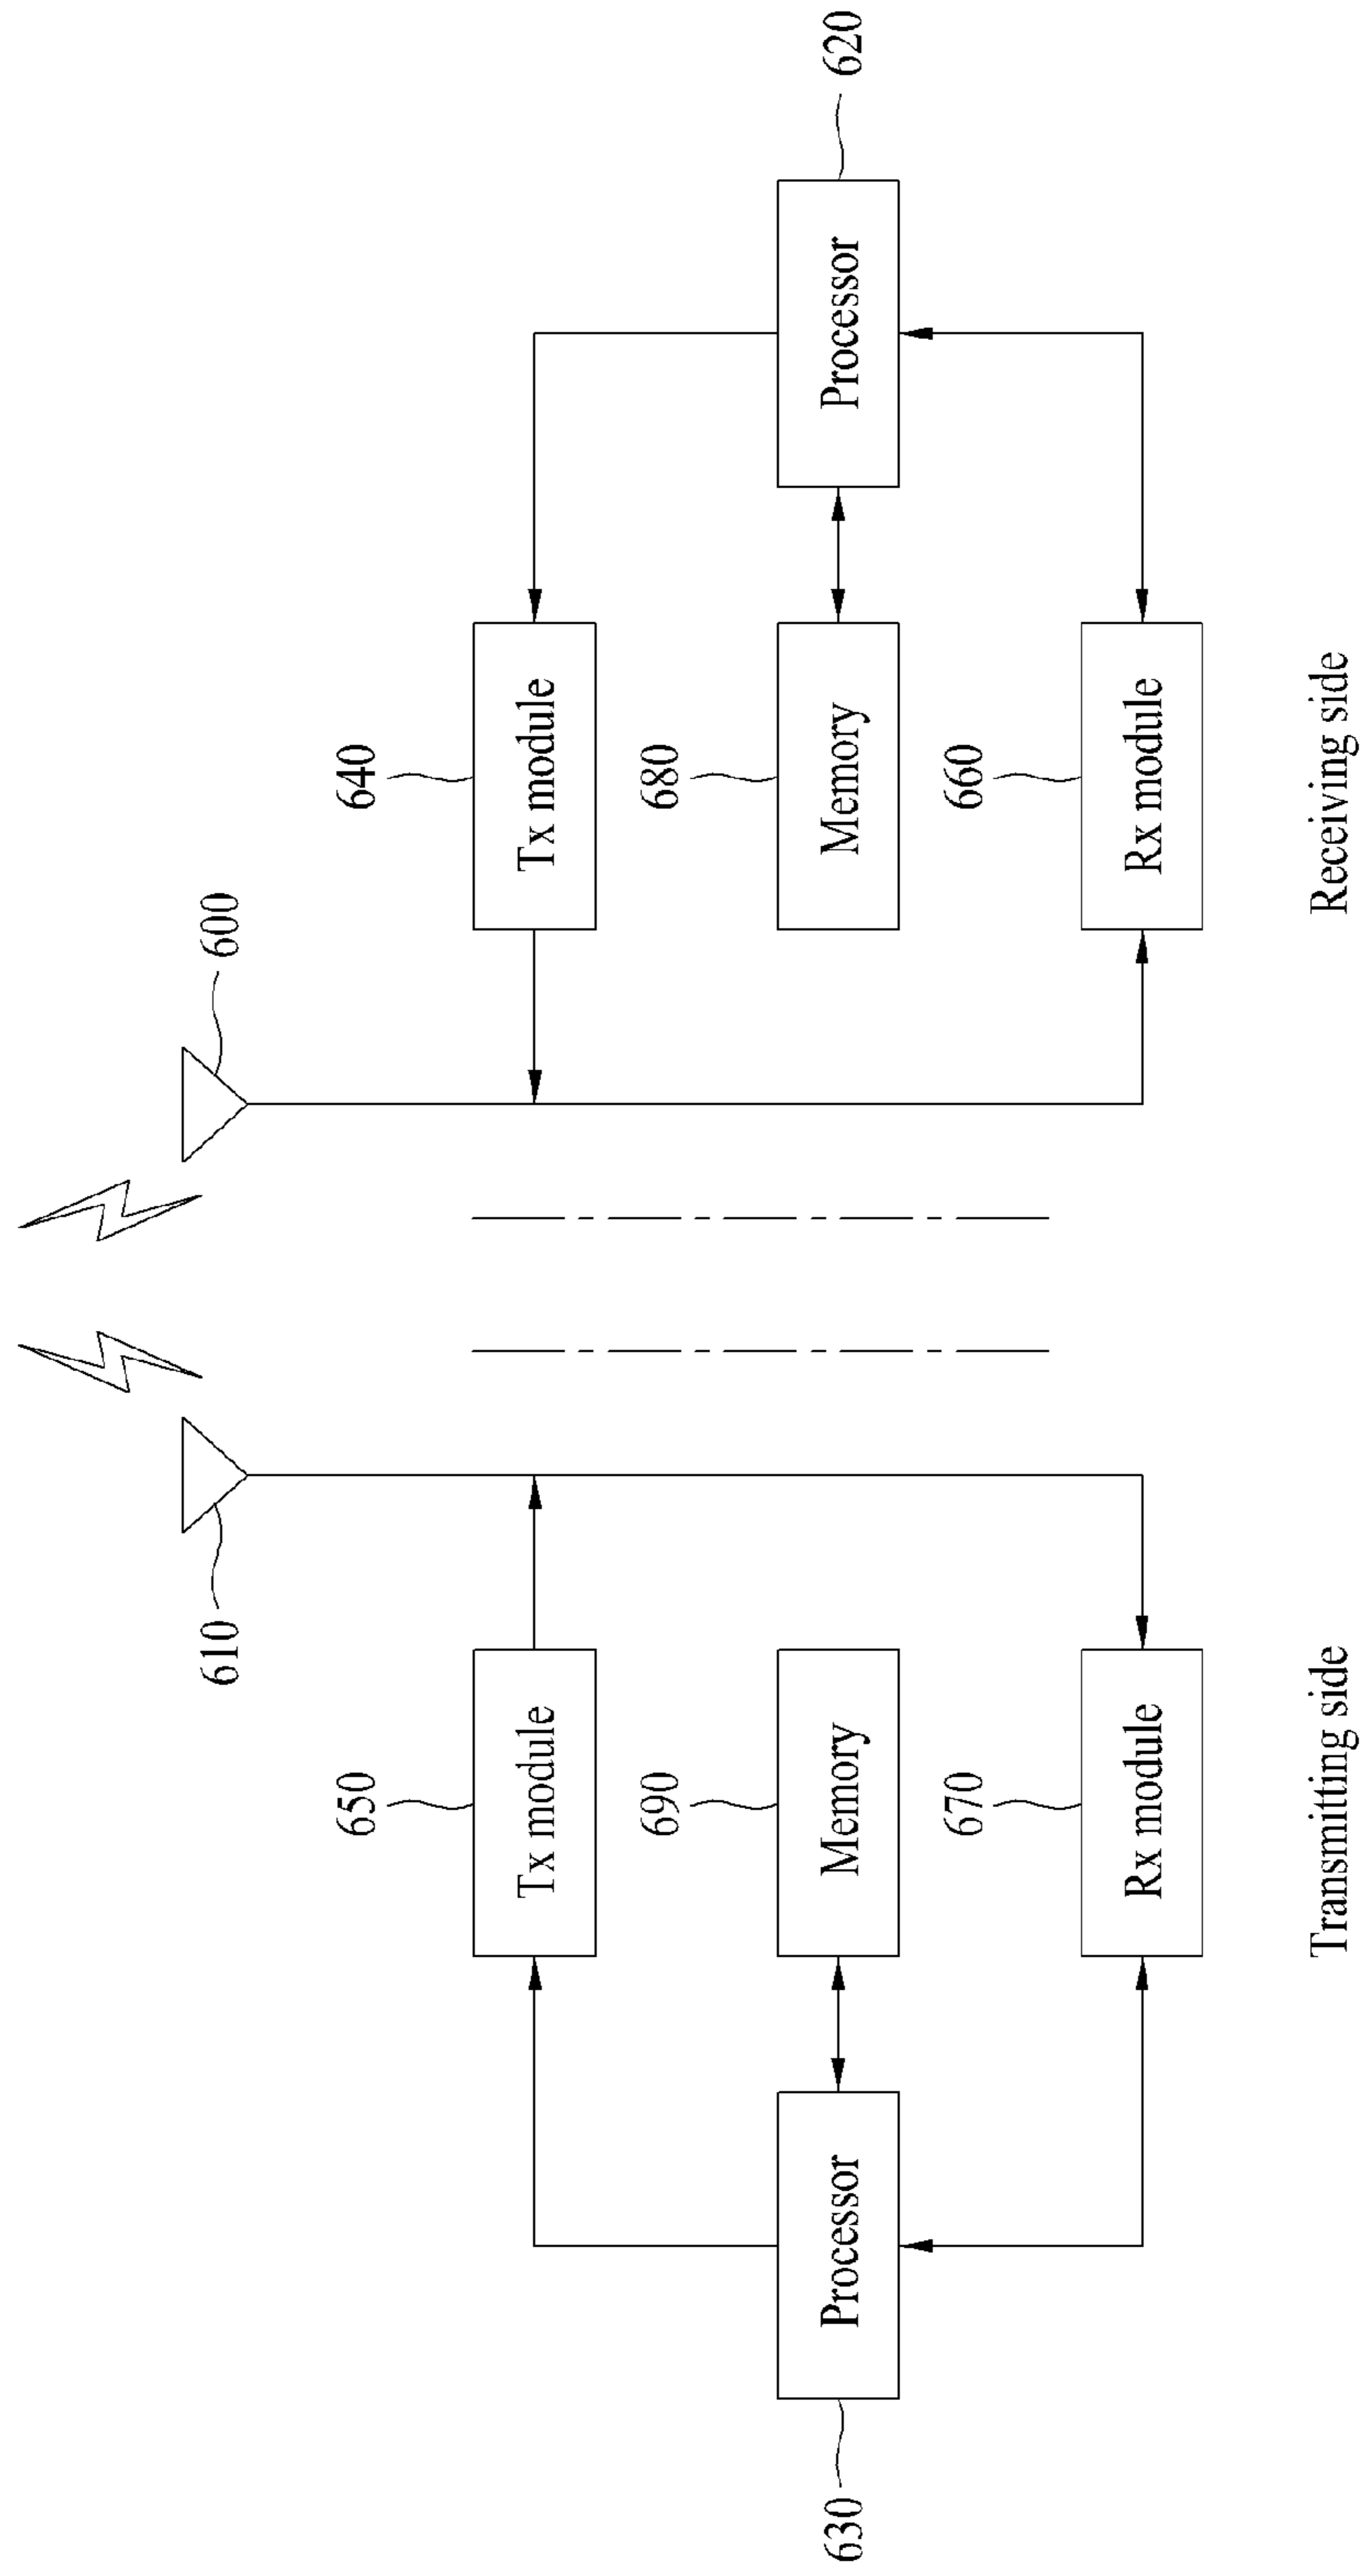 610
600
650
Tx module
640
Tx module
630
Processor
690
Memory
680
Memory
Processor
620
670
Rx module
660
Rx module
Transmitting side
Receiving side